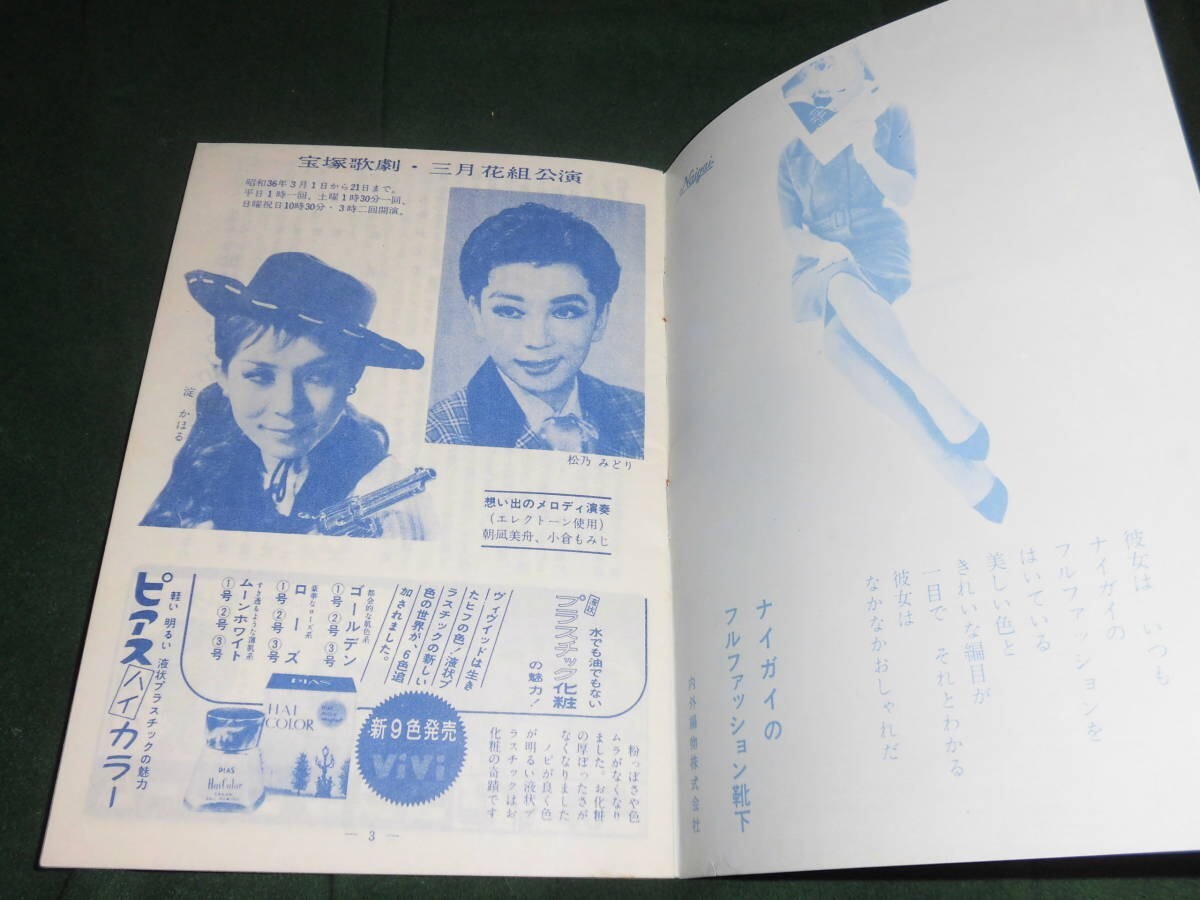 宝塚歌劇・三月花組公演
昭和36年3月1日から21日まで。
平日1時一回、土曜1時30分一回、
日曜祝日10時30分・3時二回開演。
淀 かほる
松乃 みどり
想い出のメロディ演奏
(エレクトーン使用)
朝凪美舟、小倉もみじ
液状
プラスチック化粧
水でも油でもない
の魅力!
ヴィヴィッドは生き
たヒフの色!液状プ
ラスチックの新しい
色の世界が、6色追
加されました。
都会的な肌色系
ゴールデン
①号 ②号 ③号
豪華なローズ系
ローズ
①号 ②号 ③号
すき透るような薄肌系
ムーンホワイト
①号 ②号 ③号
軽い 明るい 液状プラスチックの魅力
ピアスハイカラー
PIAS
HAI
COLOR
PIAS
HaiColor
新9色発売
ViVi
粉っぽさや色
ムラがなくなり
ました。お化粧
の厚ぼったさが
なくなりました
ノビが良く色
が明るい液状プ
ラスチックはお
化粧の奇蹟です
— 3 —
Naigai
彼女は いつも
ナイガイの
フルファッションを
はいている
美しい色と
きれいな編目が
一目で それとわかる
彼女は
なかなかおしゃれだ
ナイガイの
フルファッション靴下
内外編物株式会社